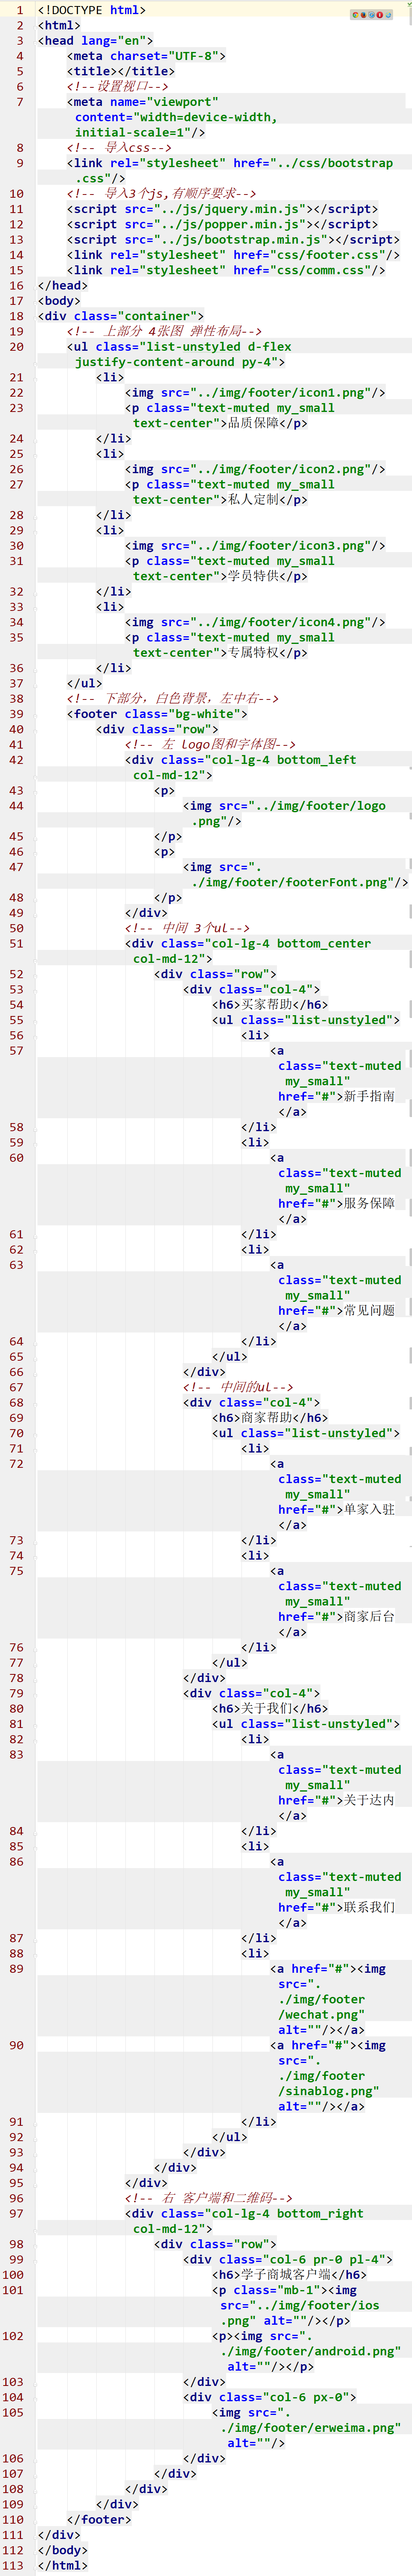 1 <!DOCTYPE html>
2 <html>
3 <head lang="en">
4 <meta charset="UTF-8">
5 <title></title>
6 <!--设置视口-->
7 <meta name="viewport"
content="width=device-width,
initial-scale=1"/>
8 <!-- 导入css-->
9 <link rel="stylesheet" href="../css/bootstrap
.css"/>
10 <!-- 导入3个js,有顺序要求-->
11 <script src="../js/jquery.min.js"></script>
12 <script src="../js/popper.min.js"></script>
13 <script src="../js/bootstrap.min.js"></script>
14 <link rel="stylesheet" href="css/footer.css"/>
15 <link rel="stylesheet" href="css/comm.css"/>
16 </head>
17 <body>
18 <div class="container">
19 <!-- 上部分 4张图 弹性布局-->
20 <ul class="list-unstyled d-flex
justify-content-around py-4">
21 <li>
22 <img src="../img/footer/icon1.png"/>
23 <p class="text-muted my_small
text-center">品质保障</p>
24 </li>
25 <li>
26 <img src="../img/footer/icon2.png"/>
27 <p class="text-muted my_small
text-center">私人定制</p>
28 </li>
29 <li>
30 <img src="../img/footer/icon3.png"/>
31 <p class="text-muted my_small
text-center">学员特供</p>
32 </li>
33 <li>
34 <img src="../img/footer/icon4.png"/>
35 <p class="text-muted my_small
text-center">专属特权</p>
36 </li>
37 </ul>
38 <!-- 下部分，白色背景，左中右-->
39 <footer class="bg-white">
40 <div class="row">
41 <!-- 左 logo图和字体图-->
42 <div class="col-lg-4 bottom_left
col-md-12">
43 <p>
44 <img src="../img/footer/logo
.png"/>
45 </p>
46 <p>
47 <img src=".
./img/footer/footerFont.png"/>
48 </p>
49 </div>
50 <!-- 中间 3个ul-->
51 <div class="col-lg-4 bottom_center
col-md-12">
52 <div class="row">
53 <div class="col-4">
54 <h6>买家帮助</h6>
55 <ul class="list-unstyled">
56 <li>
57 <a
class="text-muted
my_small"
href="#">新手指南
</a>
58 </li>
59 <li>
60 <a
class="text-muted
my_small"
href="#">服务保障
</a>
61 </li>
62 <li>
63 <a
class="text-muted
my_small"
href="#">常见问题
</a>
64 </li>
65 </ul>
66 </div>
67 <!-- 中间的ul-->
68 <div class="col-4">
69 <h6>商家帮助</h6>
70 <ul class="list-unstyled">
71 <li>
72 <a
class="text-muted
my_small"
href="#">单家入驻
</a>
73 </li>
74 <li>
75 <a
class="text-muted
my_small"
href="#">商家后台
</a>
76 </li>
77 </ul>
78 </div>
79 <div class="col-4">
80 <h6>关于我们</h6>
81 <ul class="list-unstyled">
82 <li>
83 <a
class="text-muted
my_small"
href="#">关于达内
</a>
84 </li>
85 <li>
86 <a
class="text-muted
my_small"
href="#">联系我们
</a>
87 </li>
88 <li>
89 <a href="#"><img
src=".
./img/footer
/wechat.png"
alt=""/></a>
90 <a href="#"><img
src=".
./img/footer
/sinablog.png"
alt=""/></a>
91 </li>
92 </ul>
93 </div>
94 </div>
95 </div>
96 <!-- 右 客户端和二维码-->
97 <div class="col-lg-4 bottom_right
col-md-12">
98 <div class="row">
99 <div class="col-6 pr-0 pl-4">
100 <h6>学子商城客户端</h6>
101 <p class="mb-1"><img
src="../img/footer/ios
.png" alt=""/></p>
102 <p><img src=".
./img/footer/android.png"
alt=""/></p>
103 </div>
104 <div class="col-6 px-0">
105 <img src=".
./img/footer/erweima.png"
alt=""/>
106 </div>
107 </div>
108 </div>
109 </div>
110 </footer>
111 </div>
112 </body>
113 </html>